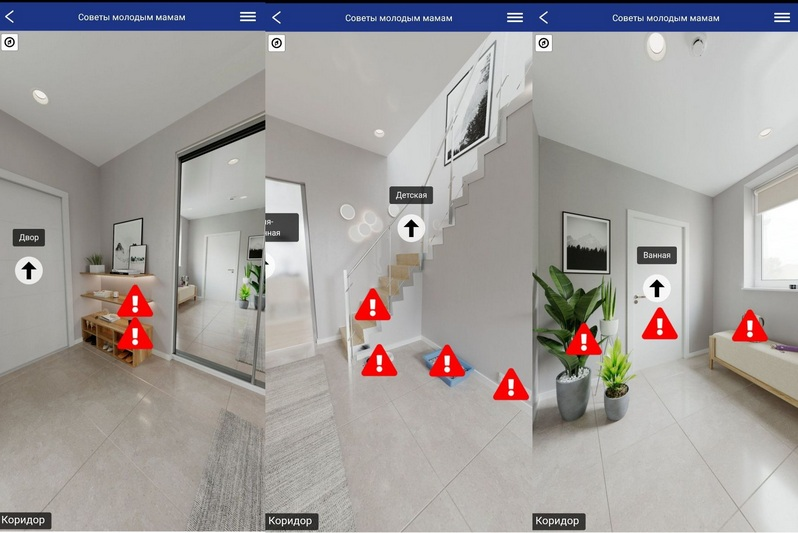 Советы молодым мамам
Двор
Коридор
Советы молодым мамам
Детская
Коридор
Советы молодым мамам
Ванная
Коридор